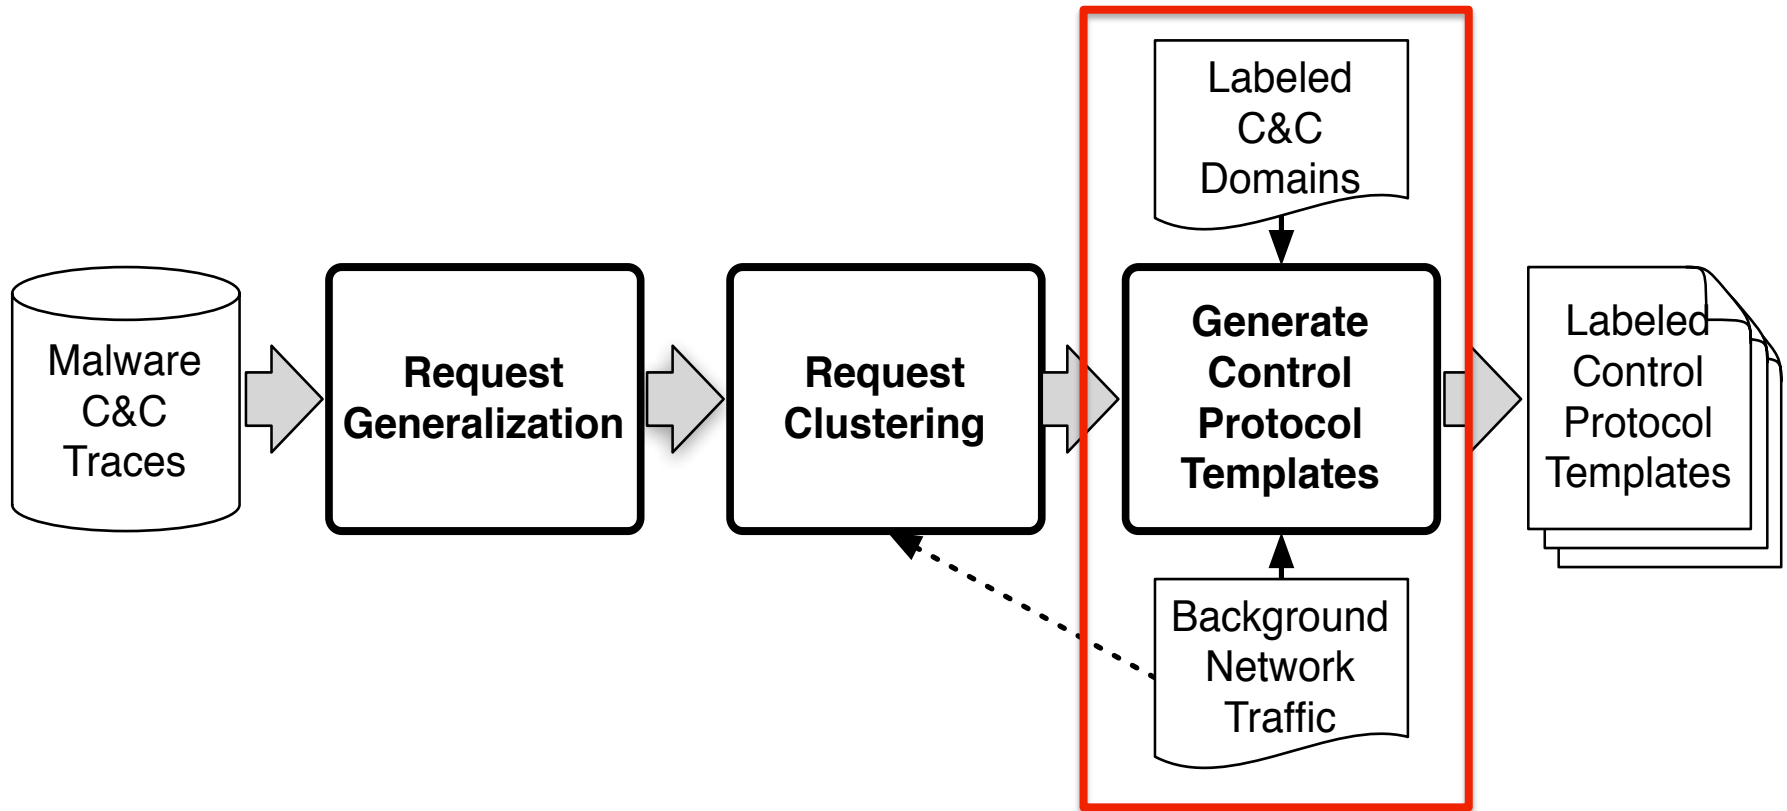 Malware
C&C
Traces
Request
Generalization
Request
Clustering
Labeled
C&C
Domains
Generate
Control
Protocol
Templates
Background
Network
Traffic
Labeled
Control
Protocol
Templates